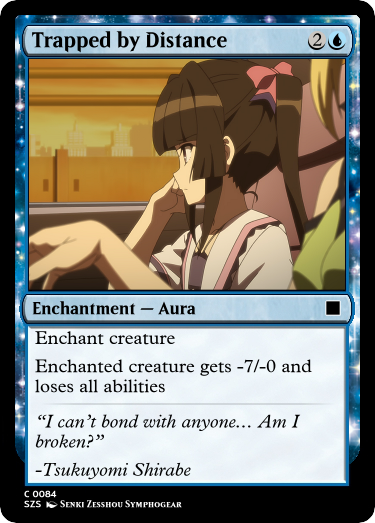 Trapped by Distance 2
Enchantment — Aura
Enchant creature
Enchanted creature gets -7/-0 and
loses all abilities
“I can’t bond with anyone… Am I
broken?”
-Tsukuyomi Shirabe
C 0084
SZS Senki Zesshou Symphogear